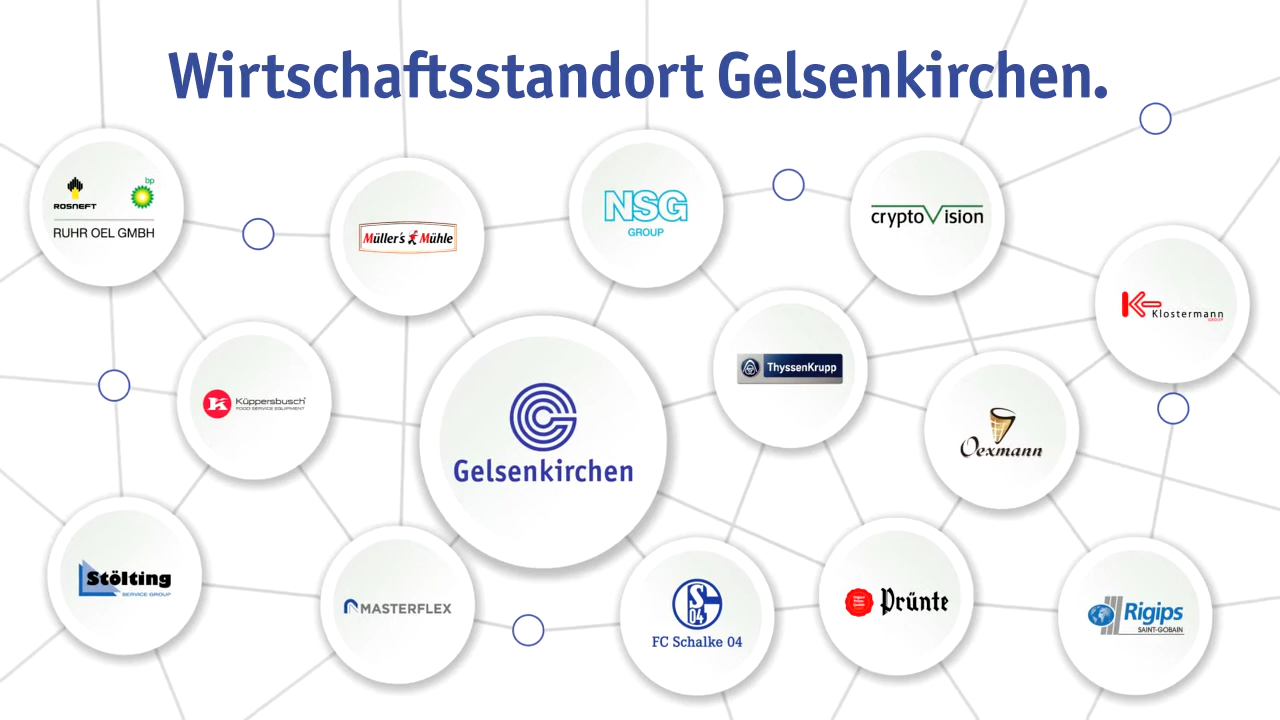 Wirtschaftsstandort Gelsenkirchen.
ROSNEFT
bp
RUHR OEL GMBH
Müller's Mühle
NSG
GROUP
cryptovision
Klostermann
GROUP
Küppersbusch
FOOD SERVICE EQUIPMENT
ThyssenKrupp
Gelsenkirchen
Oexmann
Stölting
SERVICE GROUP
MASTERFLEX
S
04
FC Schalke 04
Prünte
Rigips
SAINT-GOBAIN